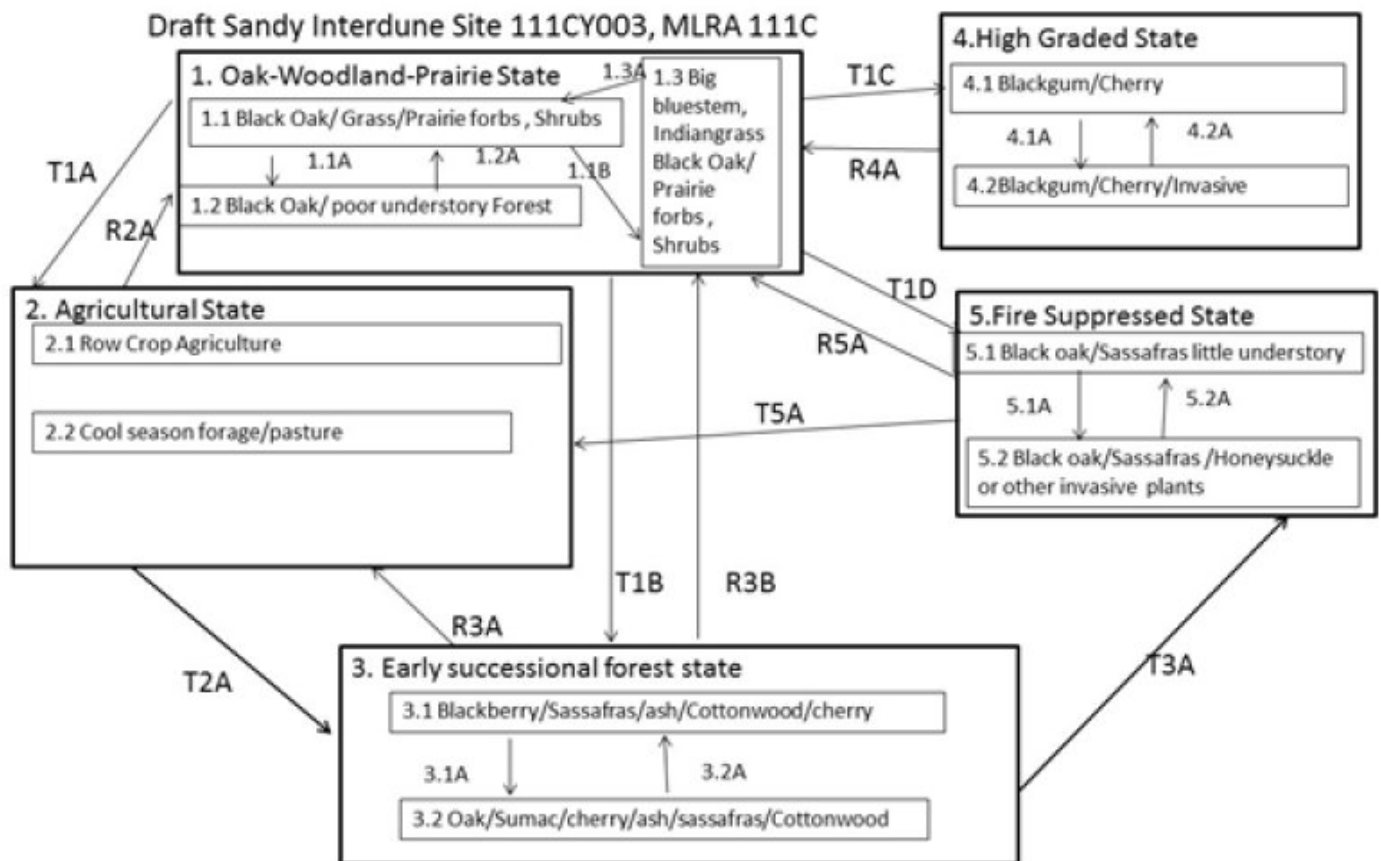 Draft Sandy Interdune Site 111CY003, MLRA 111C
1. Oak-Woodland-Prairie State
1.3A
1.1 Black Oak/ Grass/Prairie forbs , Shrubs
1.1A
1.2A
1.1B
1.2 Black Oak/ poor understory Forest
1.3 Big
bluestem,
Indiangrass
Black Oak/
Prairie
forbs ,
Shrubs
T1C
R4A
4.High Graded State
4.1 Blackgum/Cherry
4.1A
4.2A
4.2Blackgum/Cherry/Invasive
T1A
R2A
T1D
R5A
2. Agricultural State
2.1 Row Crop Agriculture
2.2 Cool season forage/pasture
T5A
5.Fire Suppressed State
5.1 Black oak/Sassafras little understory
5.1A
5.2A
5.2 Black oak/Sassafras /Honeysuckle
or other invasive plants
T1B
R3B
R3A
T2A
T3A
3. Early successional forest state
3.1 Blackberry/Sassafras/ash/Cottonwood/cherry
3.1A
3.2A
3.2 Oak/Sumac/cherry/ash/sassafras/Cottonwood